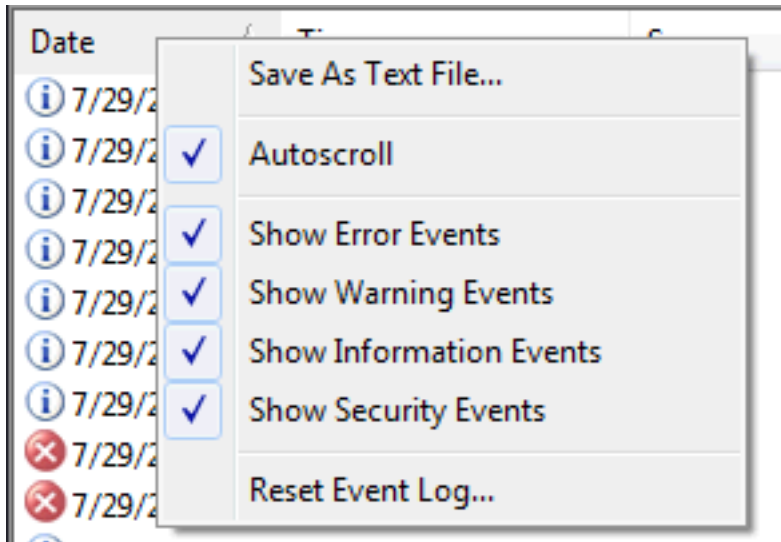 Date
Save As Text File...
7/29/2
7/29/2
Autoscroll
7/29/2
7/29/2
Show Error Events
7/29/2
Show Warning Events
7/29/2
Show Information Events
7/29/2
Show Security Events
7/29/2
7/29/2
Reset Event Log...